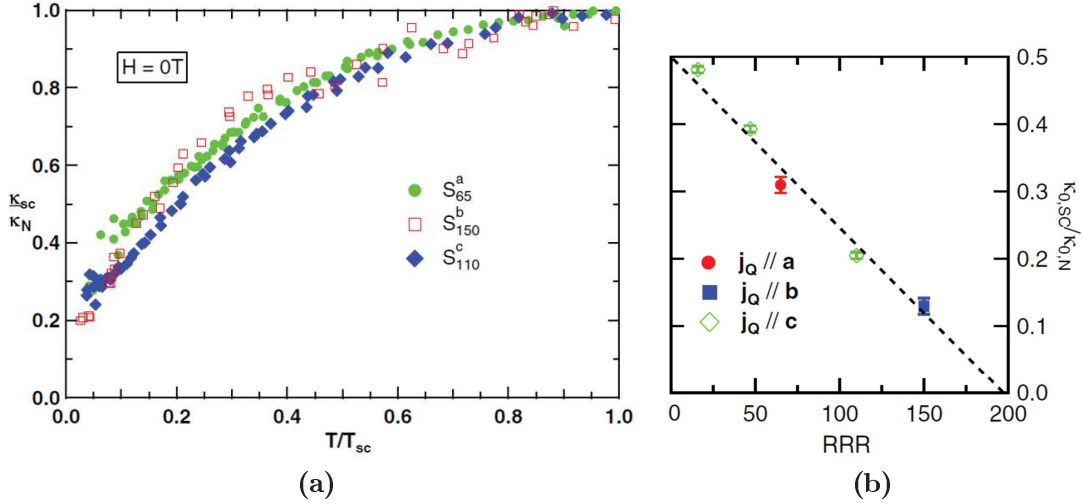 1.0
0.8
0.6
κsc
κN
0.4
0.2
0.0
H = 0T
S65a
S150b
S110c
0.0 0.2 0.4 0.6 0.8 1.0
T/Tsc
(a)
0.5
0.4
0.3
0.2
0.1
0.0
κ0,SC/κ0,N
jQ // a
jQ // b
jQ // c
0 50 100 150 200
RRR
(b)